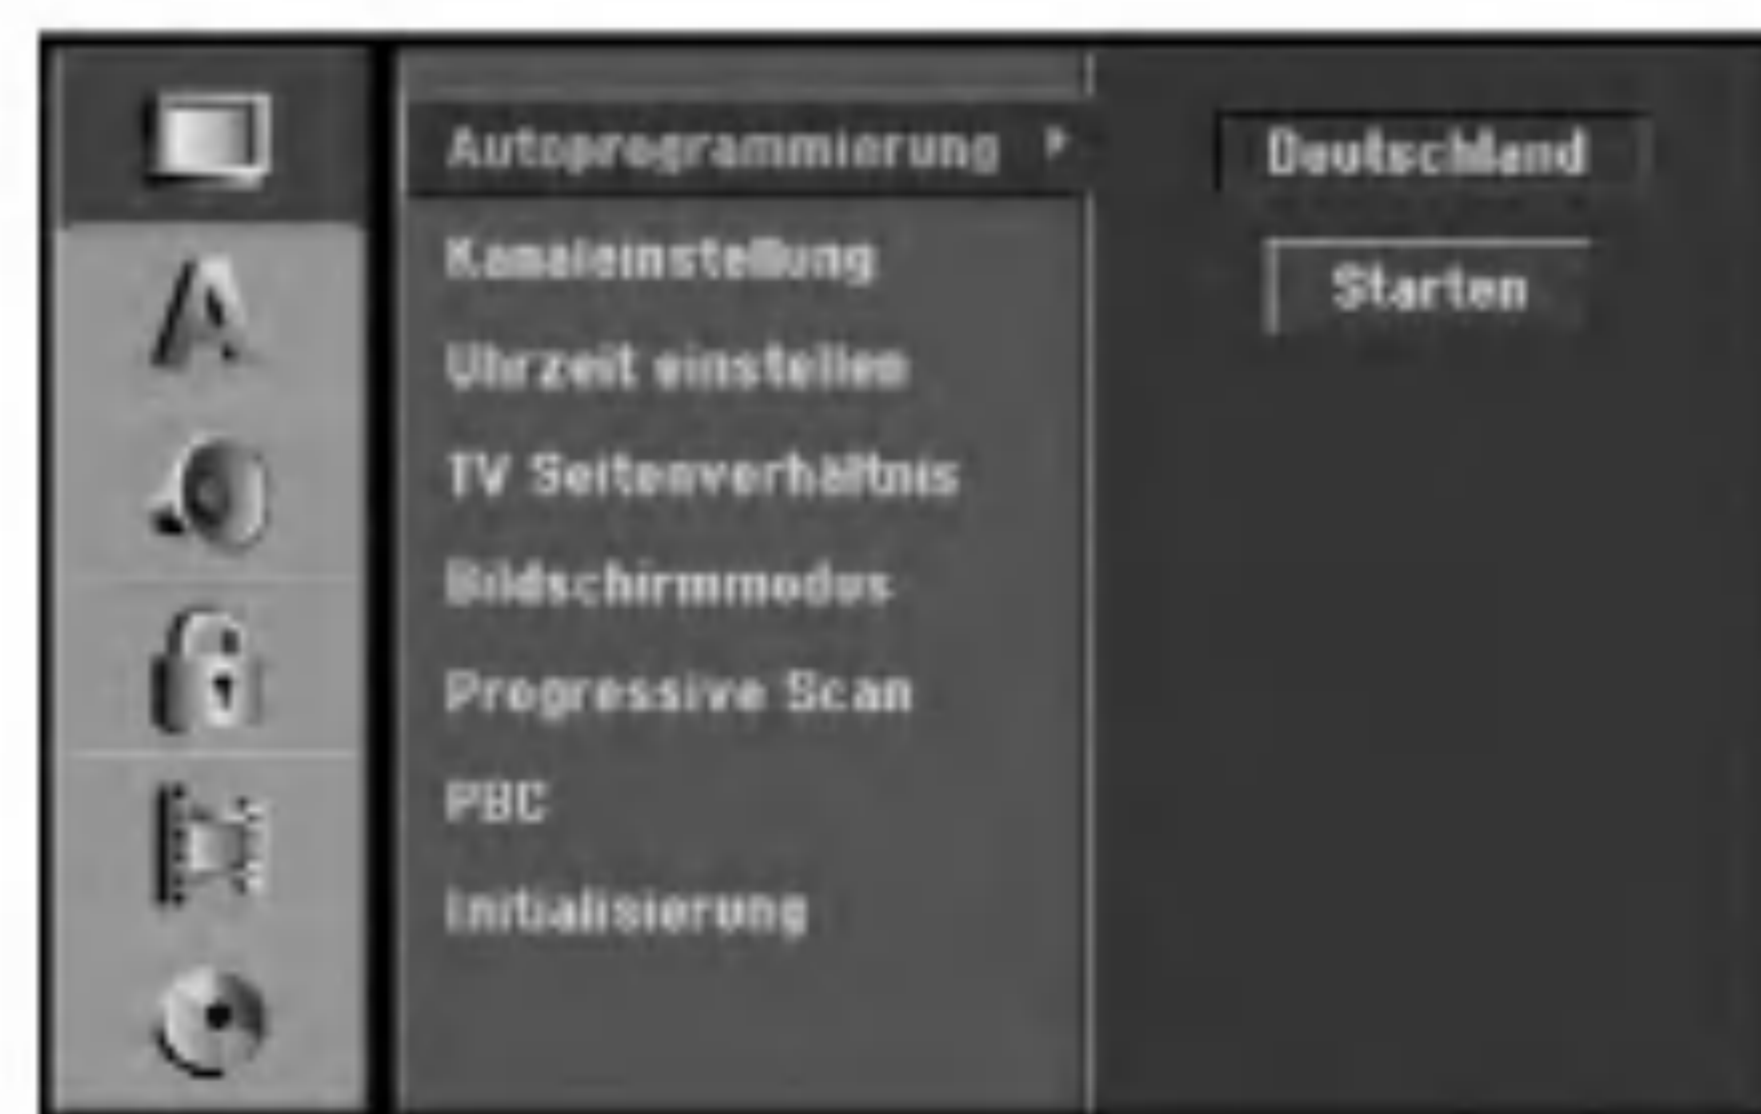 Autoprogrammierung
Deutschland
Starten
Kanaleinstellung
Uhrzeit einstellen
TV Seitenverhältnis
Bildschirmmodus
Progressive Scan
PBC
Initialisierung